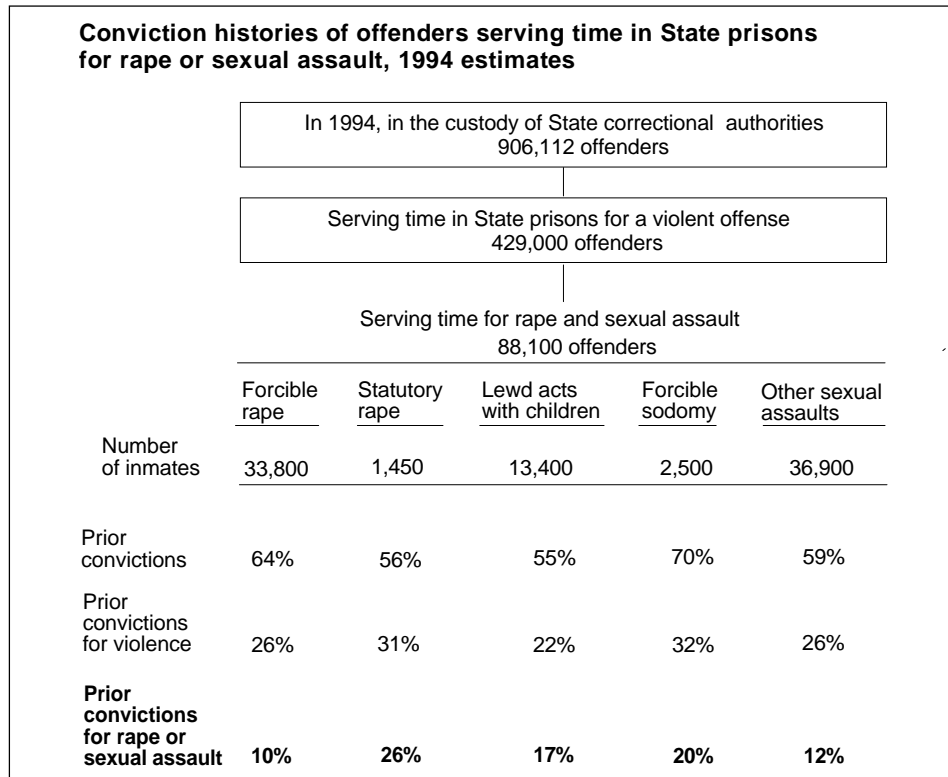 Conviction histories of offenders serving time in State prisons
for rape or sexual assault, 1994 estimates
In 1994, in the custody of State correctional authorities
906,112 offenders
Serving time in State prisons for a violent offense
429,000 offenders
Serving time for rape and sexual assault
88,100 offenders
Forcible Statutory Lewd acts Forcible Other sexual
rape rape with children sodomy assaults
Number
of inmates 33,800 1,450 13,400 2,500 36,900
Prior
convictions 64% 56% 55% 70% 59%
Prior
convictions
for violence 26% 31% 22% 32% 26%
Prior
convictions
for rape or
sexual assault 10% 26% 17% 20% 12%